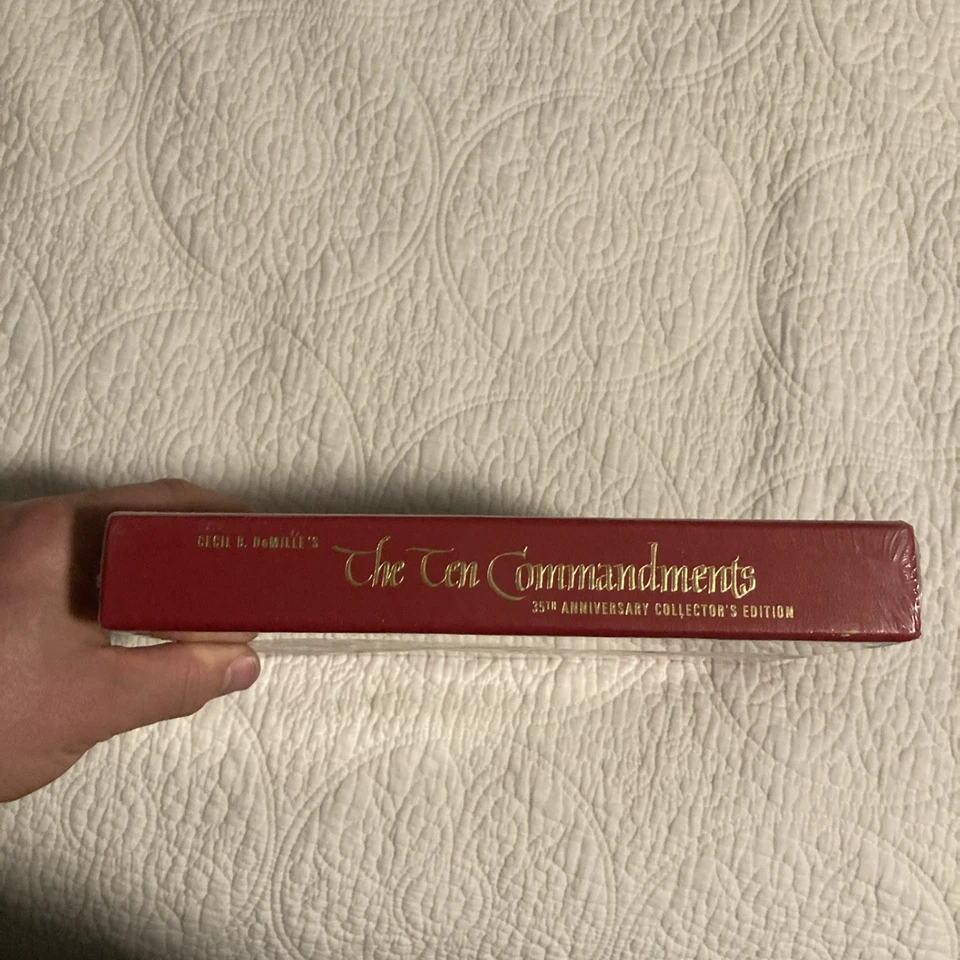 CECIL B. DeMILLE'S
The Ten Commandments
35TH ANNIVERSARY COLLECTOR'S EDITION